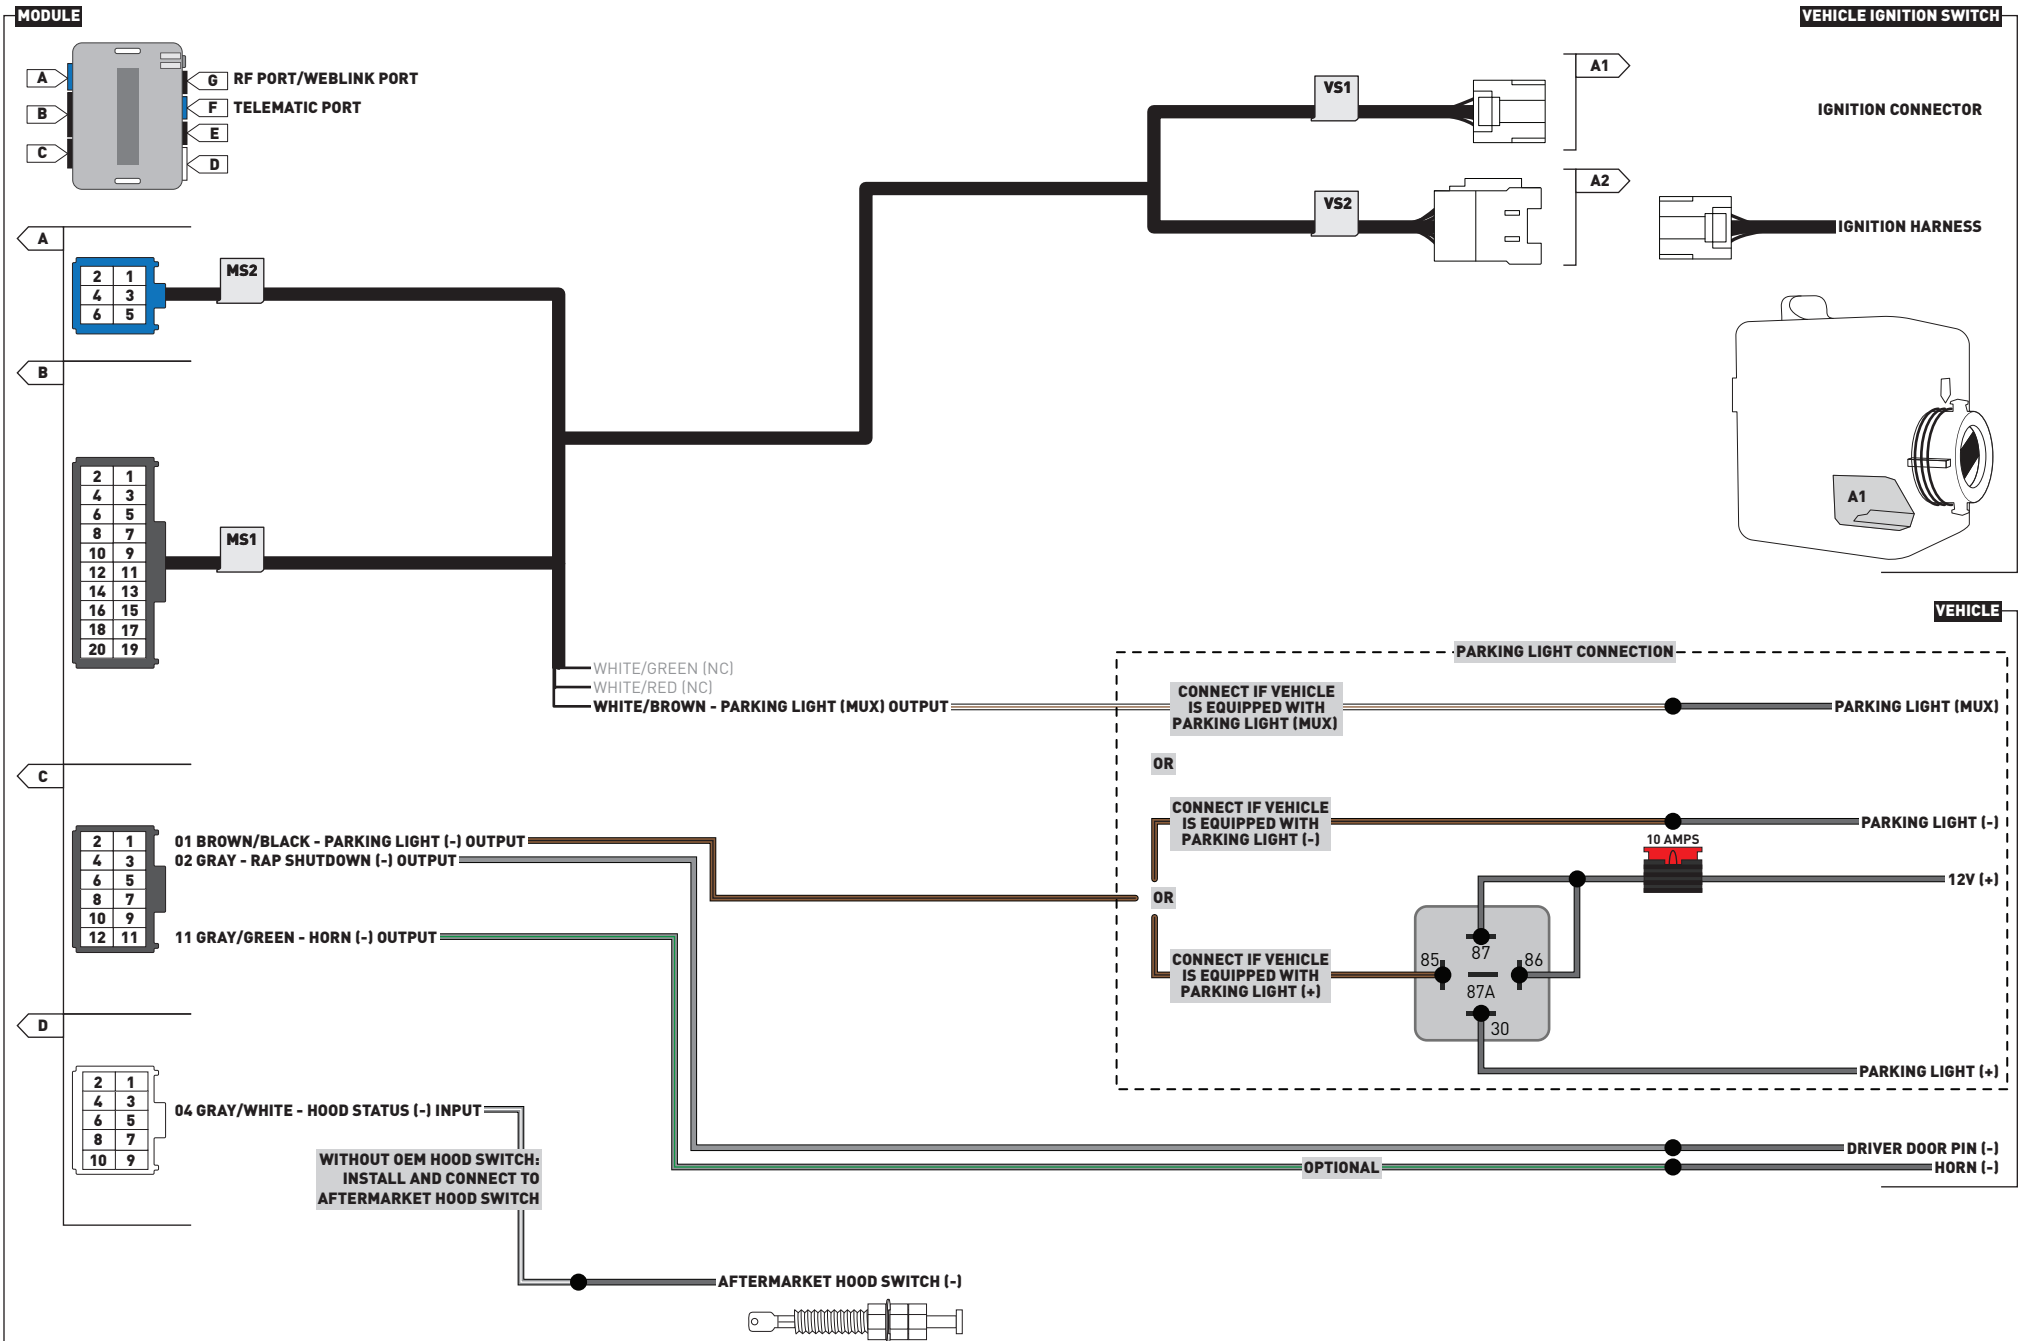 MODULE
VEHICLE IGNITION SWITCH
A
B
C
G RF PORT/WEBLINK PORT
F TELEMATIC PORT
E
D
VS1
A1
IGNITION CONNECTOR
VS2
A2
IGNITION HARNESS
A1
A
2 1
4 3
6 5
MS2
B
2 1
4 3
6 5
8 7
10 9
12 11
14 13
16 15
18 17
20 19
MS1
WHITE/GREEN (NC)
WHITE/RED (NC)
WHITE/BROWN - PARKING LIGHT (MUX) OUTPUT
VEHICLE
PARKING LIGHT CONNECTION
CONNECT IF VEHICLE
IS EQUIPPED WITH
PARKING LIGHT (MUX)
PARKING LIGHT (MUX)
OR
CONNECT IF VEHICLE
IS EQUIPPED WITH
PARKING LIGHT (-)
PARKING LIGHT (-)
10 AMPS
12V (+)
OR
CONNECT IF VEHICLE
IS EQUIPPED WITH
PARKING LIGHT (+)
85
87
86
87A
30
PARKING LIGHT (+)
C
2 1
4 3
6 5
8 7
10 9
12 11
01 BROWN/BLACK - PARKING LIGHT (-) OUTPUT
02 GRAY - RAP SHUTDOWN (-) OUTPUT
11 GRAY/GREEN - HORN (-) OUTPUT
D
2 1
4 3
6 5
8 7
10 9
04 GRAY/WHITE - HOOD STATUS (-) INPUT
WITHOUT OEM HOOD SWITCH:
INSTALL AND CONNECT TO
AFTERMARKET HOOD SWITCH
DRIVER DOOR PIN (-)
OPTIONAL
HORN (-)
AFTERMARKET HOOD SWITCH (-)